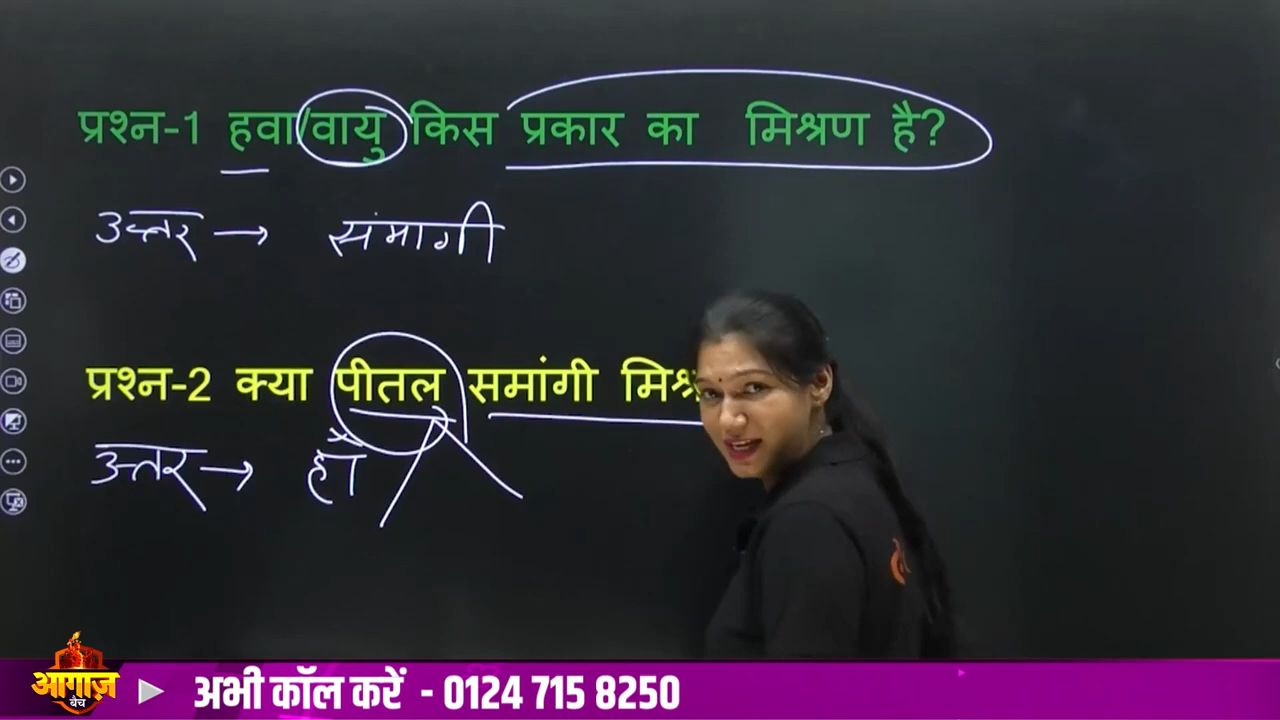 प्रश्न-1 हवा/वायु किस प्रकार का मिश्रण है?
उत्तर → संमागी
प्रश्न-2 क्या पीतल समांगी मिश्र
उत्तर → हाँ
आगाज़
बैच
अभी कॉल करें - 0124 715 8250